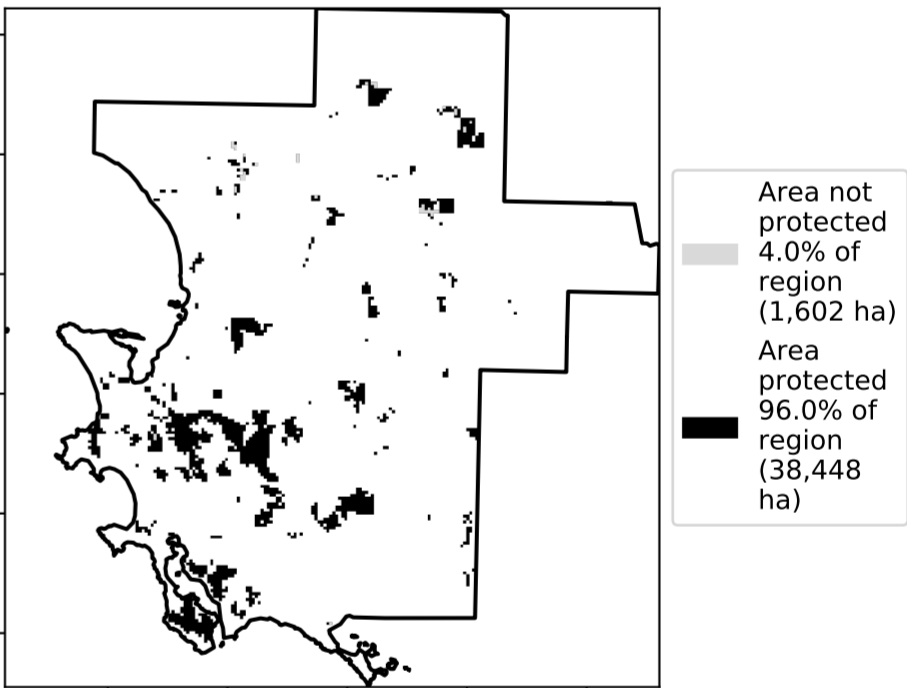 Area not
protected
4.0% of
region
(1,602 ha)
Area
protected
96.0% of
region
(38,448
ha)